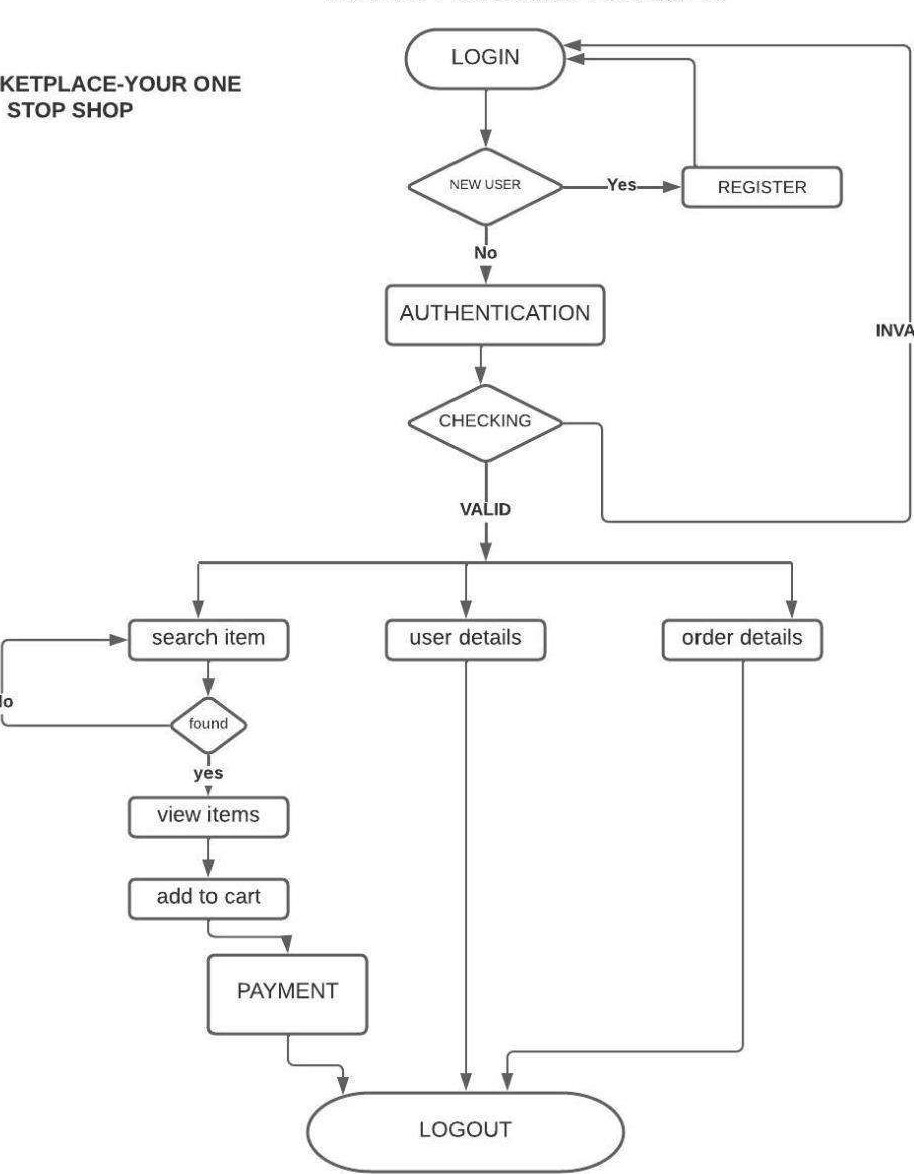 LOGIN
KETPLACE-YOUR ONE
STOP SHOP
NEW USER
Yes
REGISTER
No
AUTHENTICATION
INVA
CHECKING
VALID
search item
user details
order details
found
yes
view items
add to cart
PAYMENT
LOGOUT